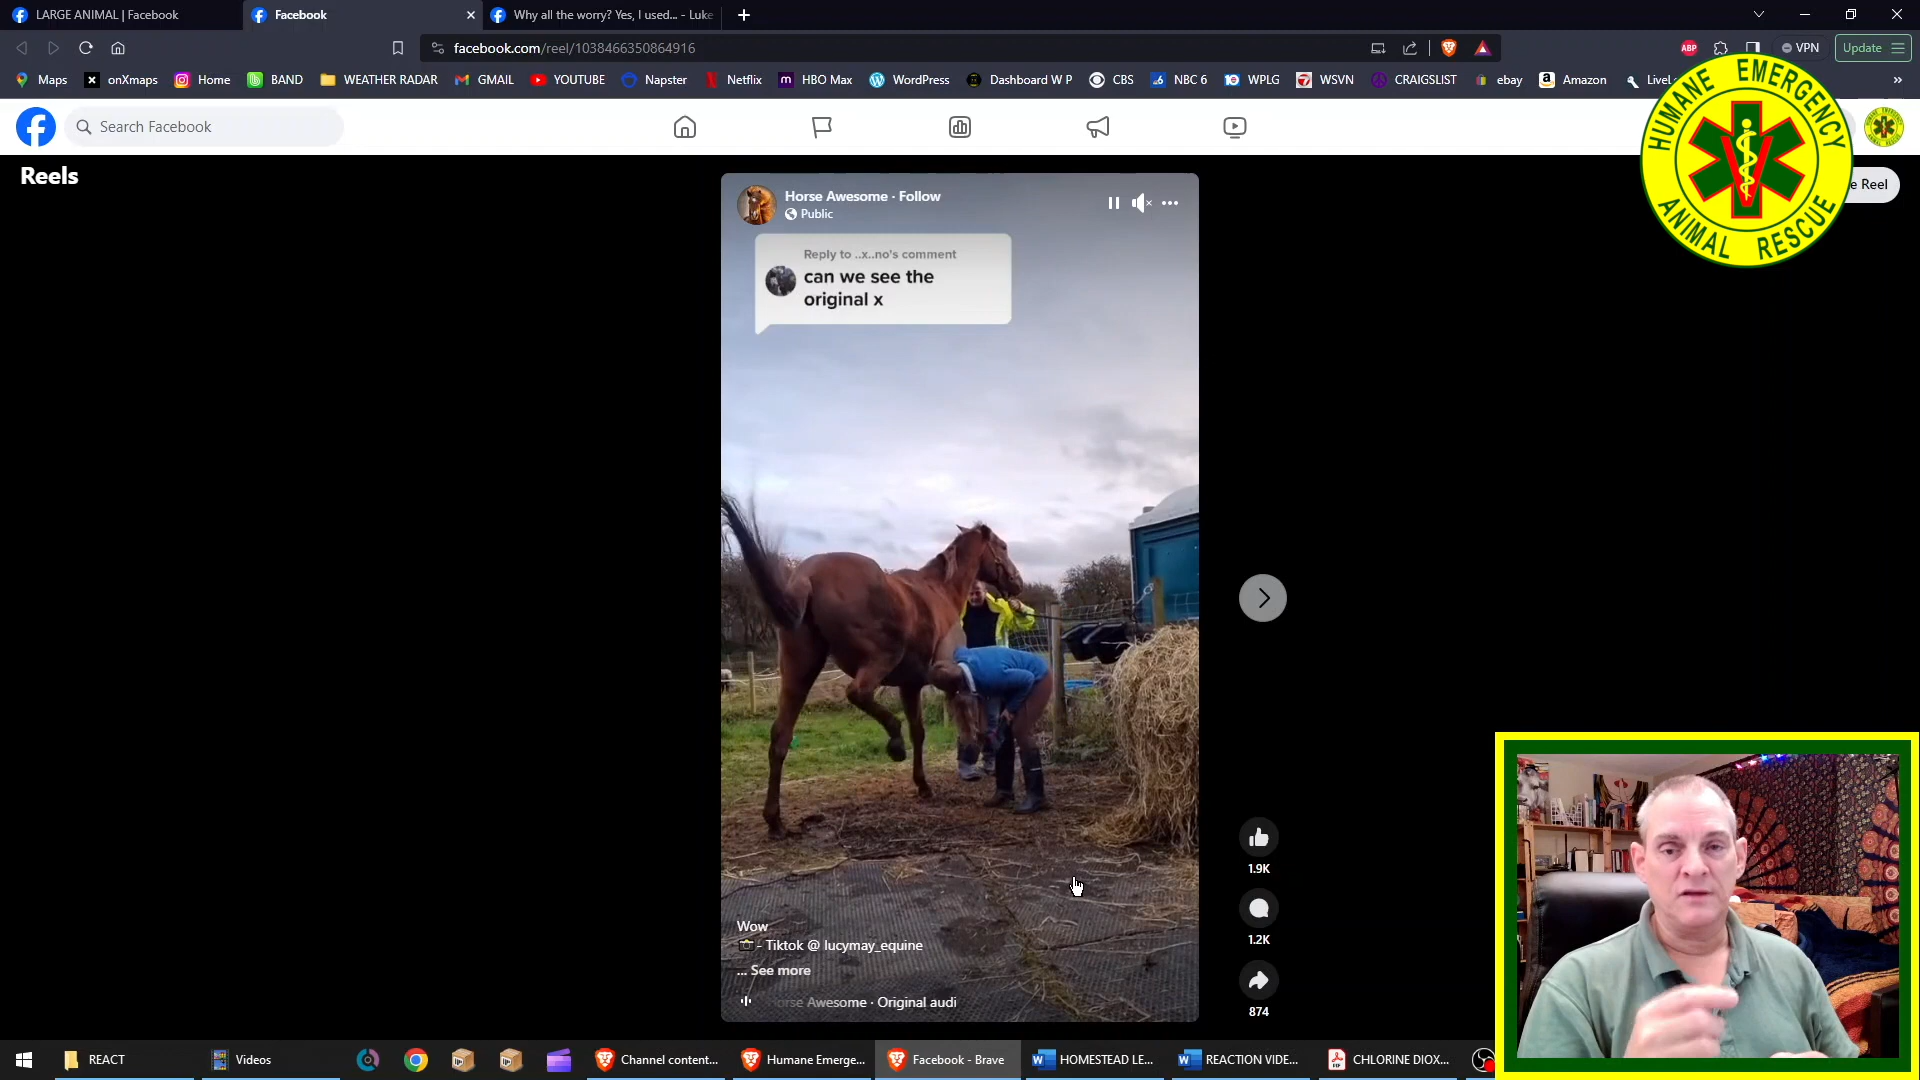 LARGE ANIMAL | Facebook
Facebook
Why all the worry? Yes, I used... - Luke
facebook.com/reel/1038466350864916
ABP
VPN
Update
Maps
onXmaps
Home
BAND
WEATHER RADAR
GMAIL
YOUTUBE
Napster
Netflix
HBO Max
WordPress
Dashboard W P
CBS
NBC 6
WPLG
WSVN
CRAIGSLIST
ebay
Amazon
HUMANE EMERGENCY
ANIMAL RESCUE
V
Search Facebook
Reels
e Reel
Horse Awesome · Follow
Public
Reply to ..x..no's comment
can we see the
original x
Wow
- Tiktok @ lucymay_equine
... See more
orse Awesome · Original audi
1.9K
1.2K
874
REACT
Videos
Channel content...
Humane Emerge...
Facebook - Brave
HOMESTEAD LE...
REACTION VIDE...
CHLORINE DIOX...